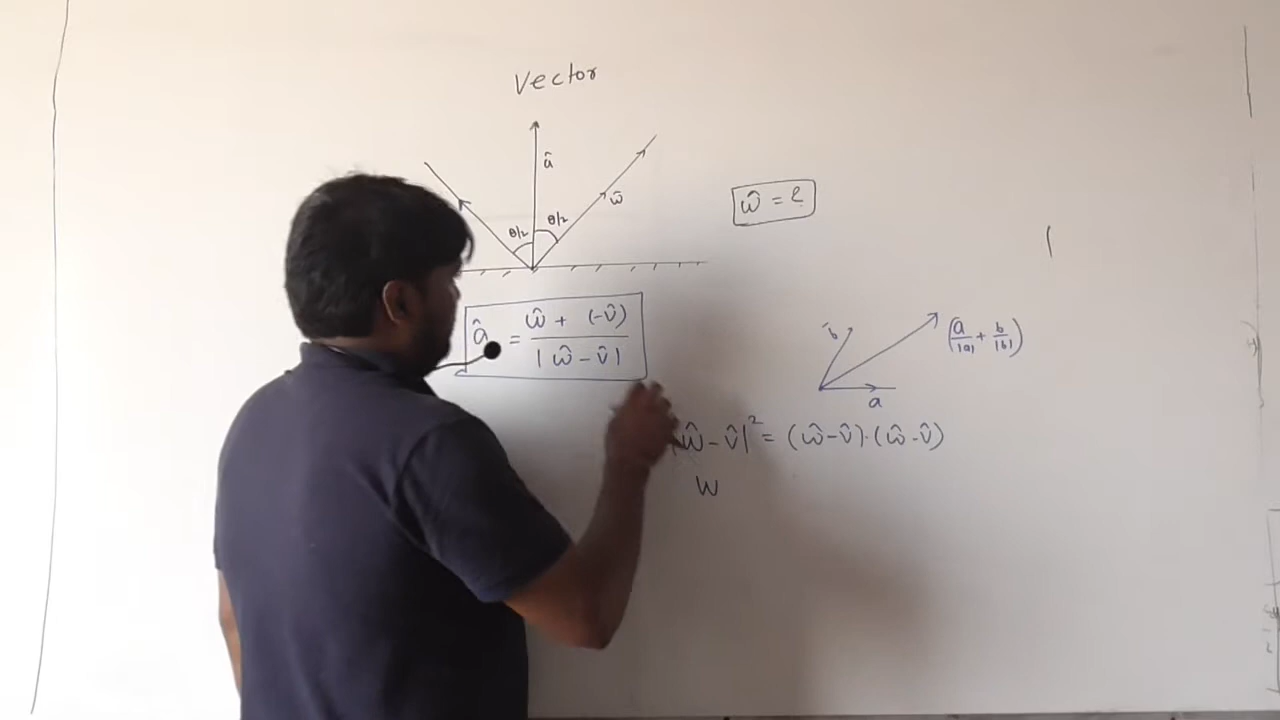 Vector
â
ŵ
θ/2 θ/2
ŵ = ?
â = ŵ + (-v̂) / |ŵ - v̂|
b
(a/|a| + b/|b|)
a
|ŵ - v̂|² = (ŵ - v̂)·(ŵ - v̂)
W